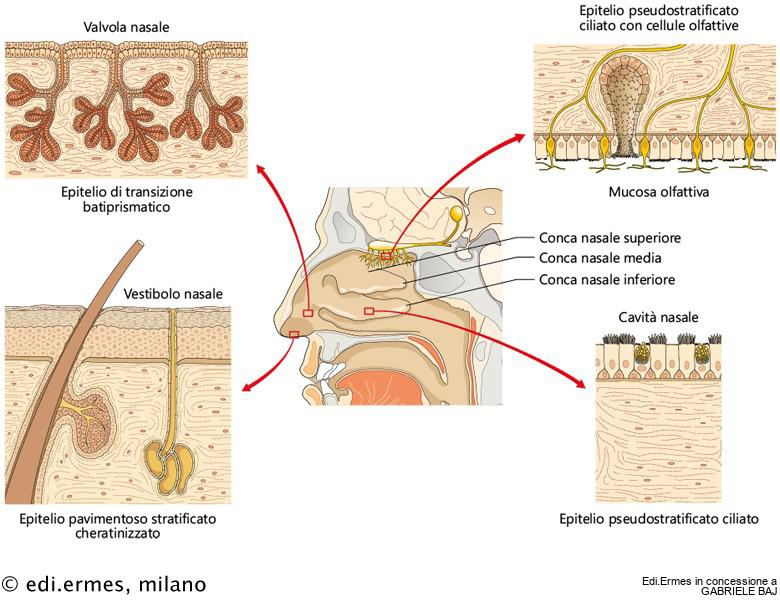 Valvola nasale
Epitelio di transizione
batiprismatico
Epitelio pseudostratificato
ciliato con cellule olfattive
Mucosa olfattiva
Conca nasale superiore
Conca nasale media
Conca nasale inferiore
Vestibolo nasale
Epitelio pavimentoso stratificato
cheratinizzato
Cavità nasale
Epitelio pseudostratificato ciliato
© edi.ermes, milano
Edi.Ermes in concessione a
GABRIELE BAJ